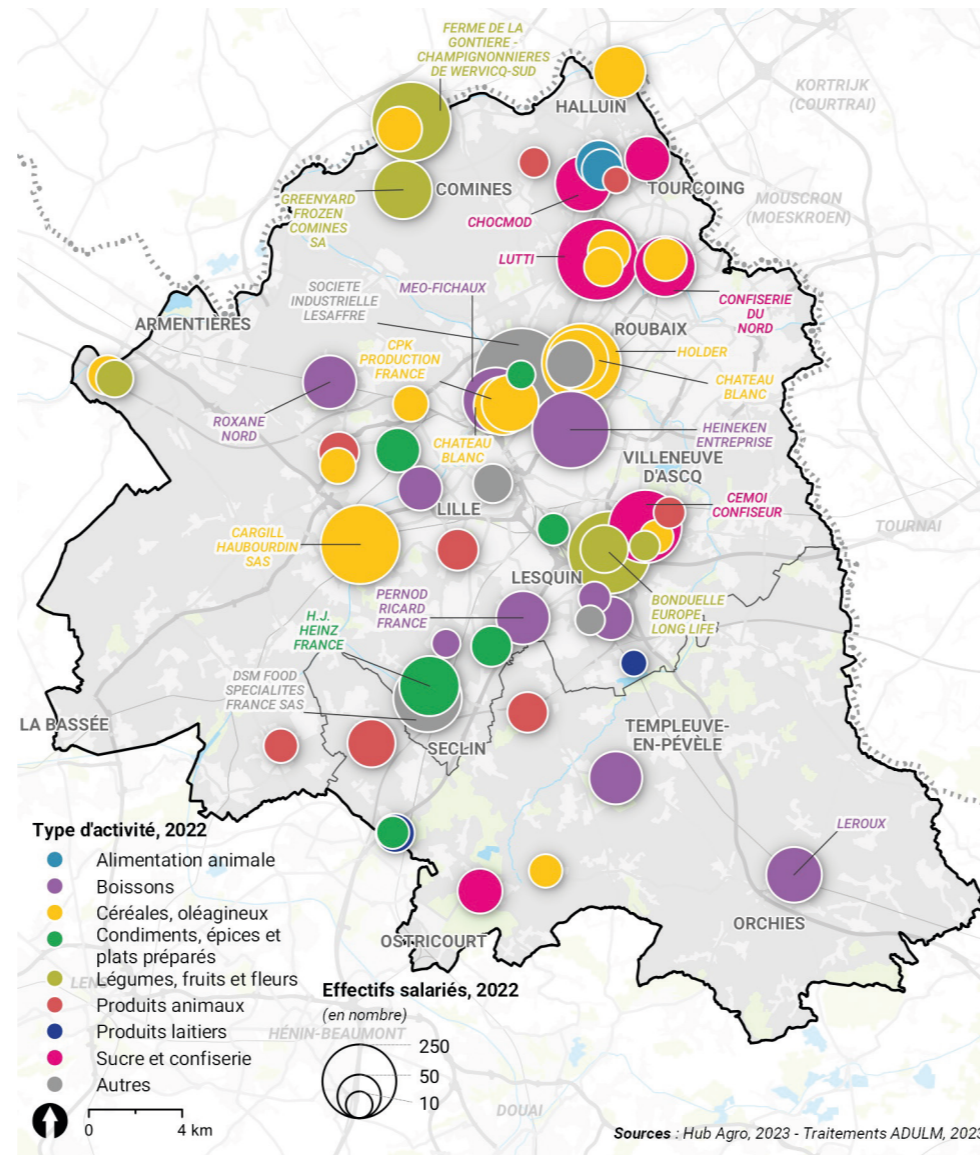 FERME DE LA
GONTIERE -
CHAMPIGNONNIERES
DE WERVICQ-SUD
HALLUIN
KORTRIJK
(COURTRAI)
COMINES
TOURCOING
MOUSCRON
(MOESKROEN)
GREENYARD
FROZEN
COMINES
SA
CHOCMOD
LUTTI
SOCIETE
INDUSTRIELLE
LESAFFRE
MEO-FICHAUX
CONFISERIE
DU
NORD
ARMENTIÈRES
ROUBAIX
CPK
PRODUCTION
FRANCE
HOLDER
CHATEAU
BLANC
ROXANE
NORD
CHATEAU
BLANC
HEINEKEN
ENTREPRISE
VILLENEUVE
D'ASCQ
LILLE
CEMOI
CONFISEUR
TOURNAI
CARGILL
HAUBOURDIN
SAS
LESQUIN
PERNOD
RICARD
FRANCE
BONDUELLE
EUROPE
LONG LIFE
H.J.
HEINZ
FRANCE
DSM FOOD
SPECIALITES
FRANCE SAS
LA BASSÉE
SECLIN
TEMPLEUVE-
EN-PÉVÈLE
LEROUX
OSTRICOURT
ORCHIES
Type d'activité, 2022
Alimentation animale
Boissons
Céréales, oléagineux
Condiments, épices et
plats préparés
Légumes, fruits et fleurs
Produits animaux
Produits laitiers
Sucre et confiserie
Autres
LENS
HÉNIN-BEAUMONT
DOUAI
Effectifs salariés, 2022
(en nombre)
250
50
10
0 4 km
Sources : Hub Agro, 2023 - Traitements ADULM, 2023